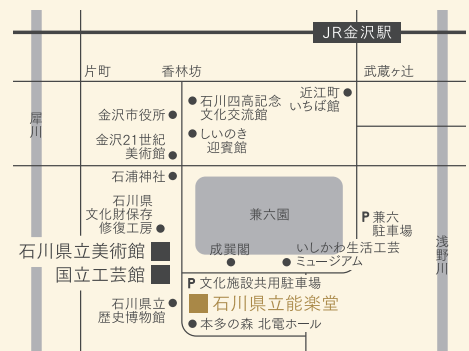 JR金沢駅
片町
香林坊
武蔵ヶ辻
近江町
いちば館
石川四高記念
文化交流館
金沢市役所
犀川
しいのき
迎賓館
金沢21世紀
美術館
石浦神社
石川県
文化財保存
修復工房
兼六園
P 兼六
駐車場
浅野川
石川県立美術館
成巽閣
いしかわ生活工芸
ミュージアム
国立工芸館
P 文化施設共用駐車場
石川県立能楽堂
石川県立
歴史博物館
本多の森 北電ホール